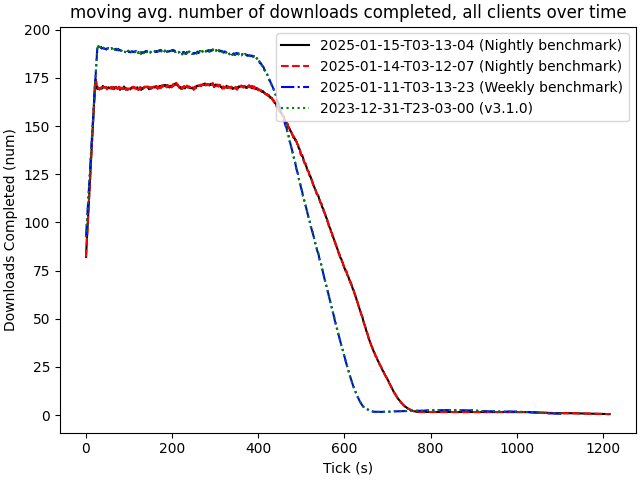 moving avg. number of downloads completed, all clients over time
Downloads Completed (num)
200
175
150
125
100
75
50
25
0
2025-01-15-T03-13-04 (Nightly benchmark)
2025-01-14-T03-12-07 (Nightly benchmark)
2025-01-11-T03-13-23 (Weekly benchmark)
2023-12-31-T23-03-00 (v3.1.0)
0 200 400 600 800 1000 1200
Tick (s)